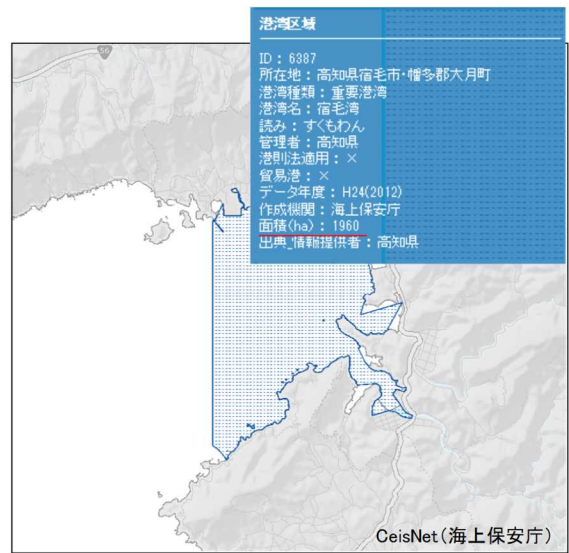 港湾区域
ID : 6387
所在地 : 高知県宿毛市・幡多郡大月町
港湾種類 : 重要港湾
港湾名 : 宿毛湾
読み : すくもわん
管理者 : 高知県
港則法適用 : ×
貿易港 : ×
データ年度 : H24(2012)
作成機関 : 海上保安庁
面積(ha) : 1960
出典_情報提供者 : 高知県
56
CeisNet(海上保安庁)